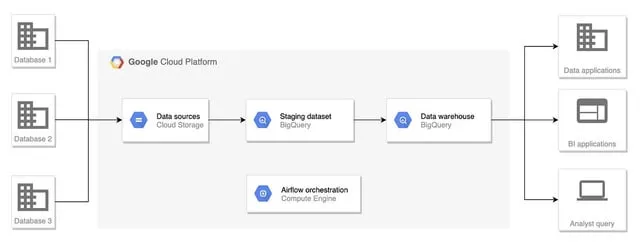 Database 1
Database 2
Database 3
Google Cloud Platform
Data sources
Cloud Storage
Staging dataset
BigQuery
Data warehouse
BigQuery
Airflow orchestration
Compute Engine
Data applications
BI applications
Analyst query